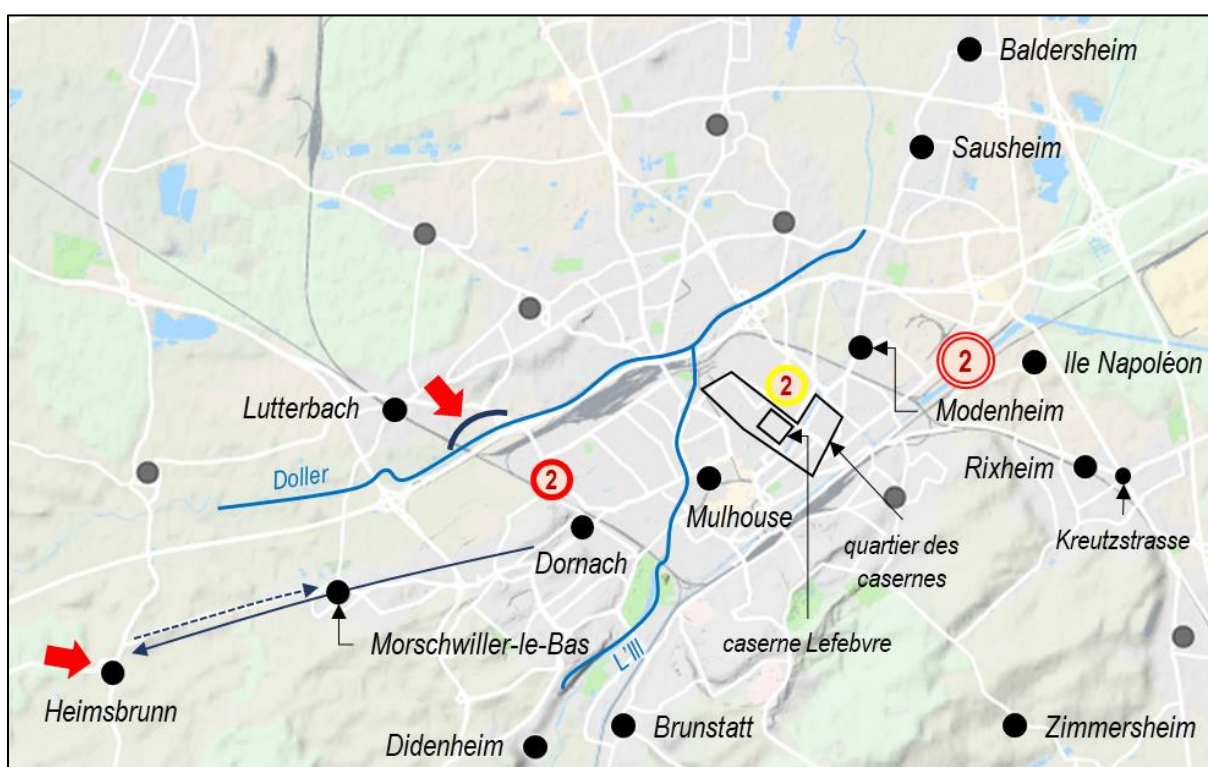 Baldersheim
Sausheim
2
Ile Napoléon
2
Modenheim
Lutterbach
Rixheim
Doller
2
Mulhouse
Kreutzstrasse
Dornach
quartier des
casernes
Morschwiller-le-Bas
caserne Lefebvre
L'Ill
Heimsbrunn
Didenheim
Brunstatt
Zimmersheim